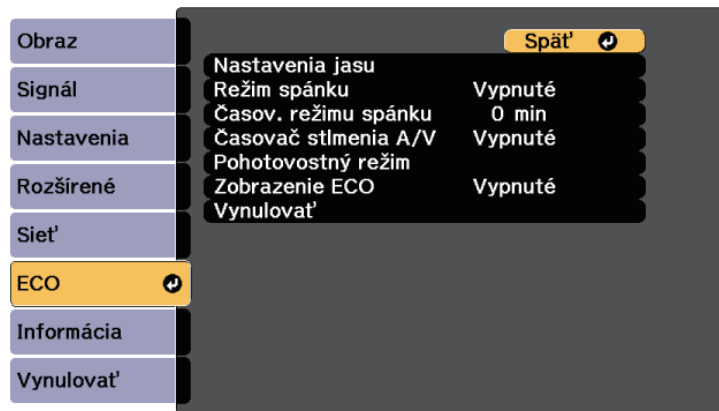 Obraz
Signál
Nastavenia
Rozšírené
Sieť
ECO
Informácia
Vynulovať
Späť
Nastavenia jasu
Režim spánku Vypnuté
Časov. režimu spánku 0 min
Časovač stlmenia A/V Vypnuté
Pohotovostný režim
Zobrazenie ECO Vypnuté
Vynulovať